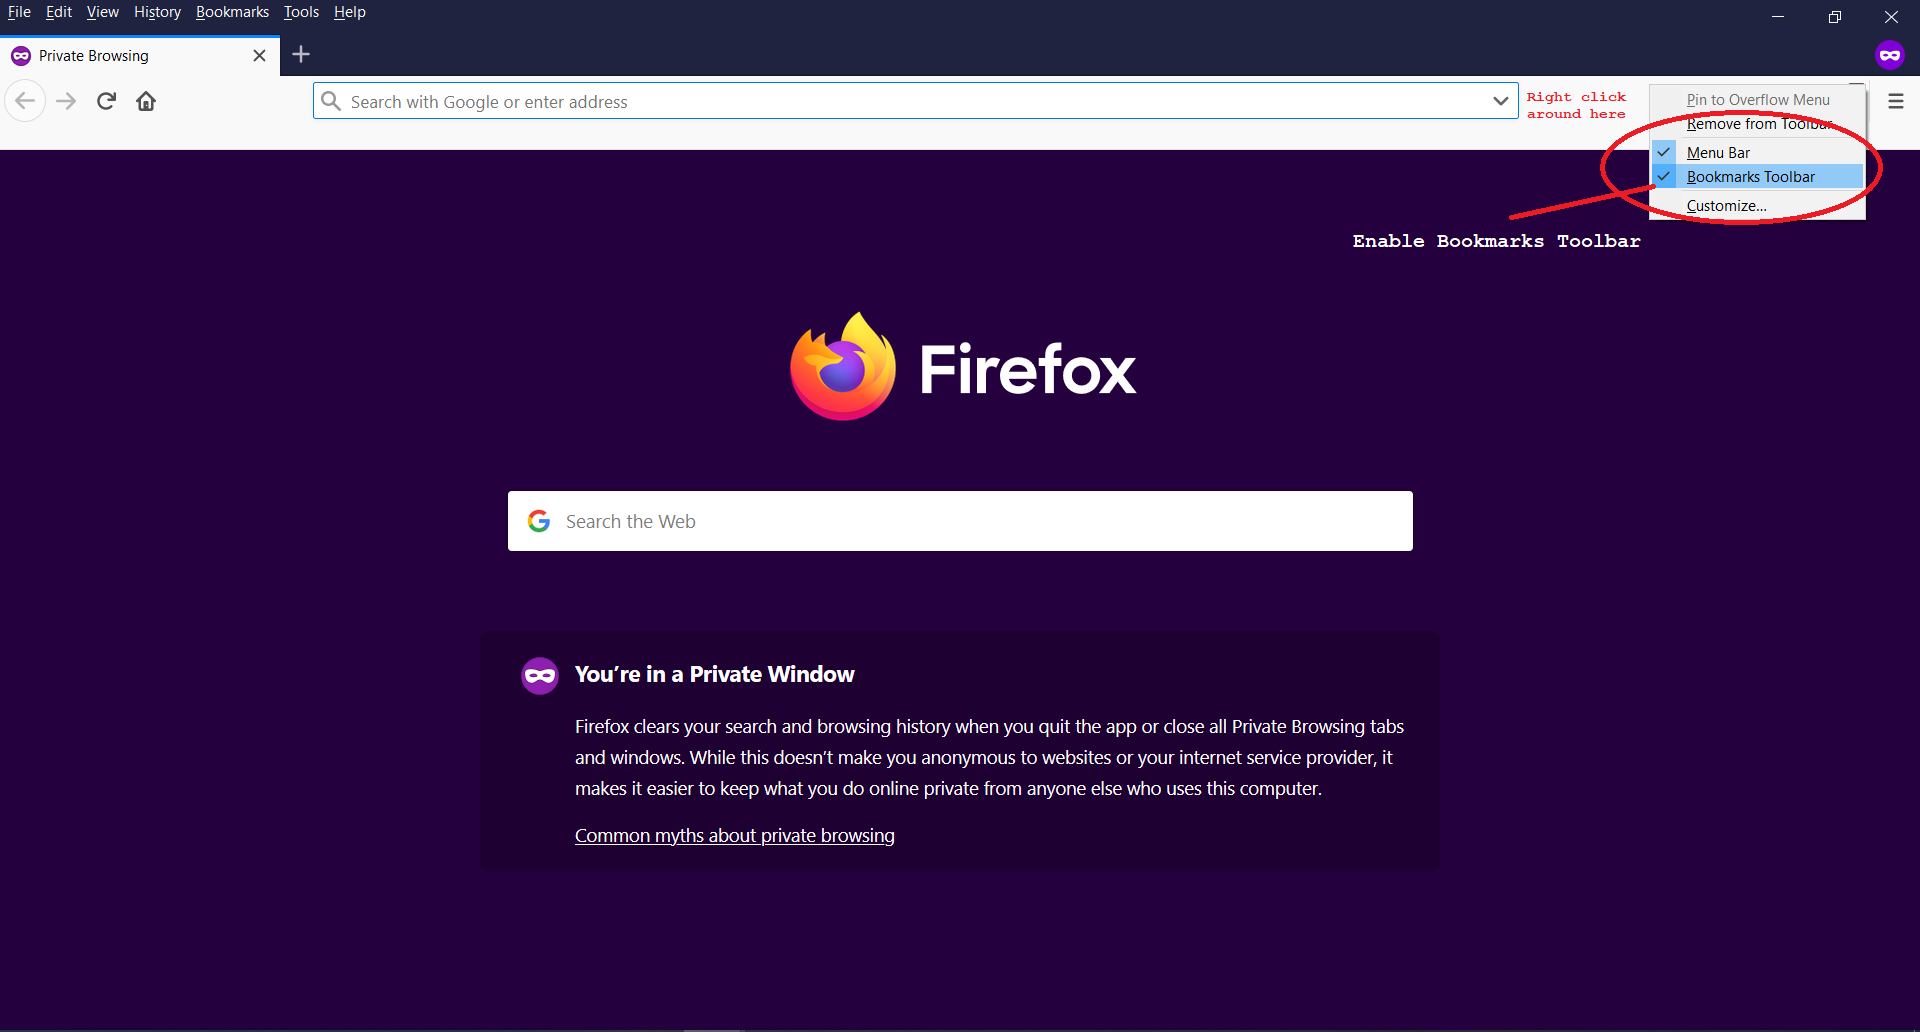 File Edit View History Bookmarks Tools Help
Private Browsing
Search with Google or enter address
Right click
around here
Pin to Overflow Menu
Remove from Toolbar
Menu Bar
Bookmarks Toolbar
Customize...
Enable Bookmarks Toolbar
Firefox
Search the Web
You're in a Private Window
Firefox clears your search and browsing history when you quit the app or close all Private Browsing tabs
and windows. While this doesn't make you anonymous to websites or your internet service provider, it
makes it easier to keep what you do online private from anyone else who uses this computer.
Common myths about private browsing